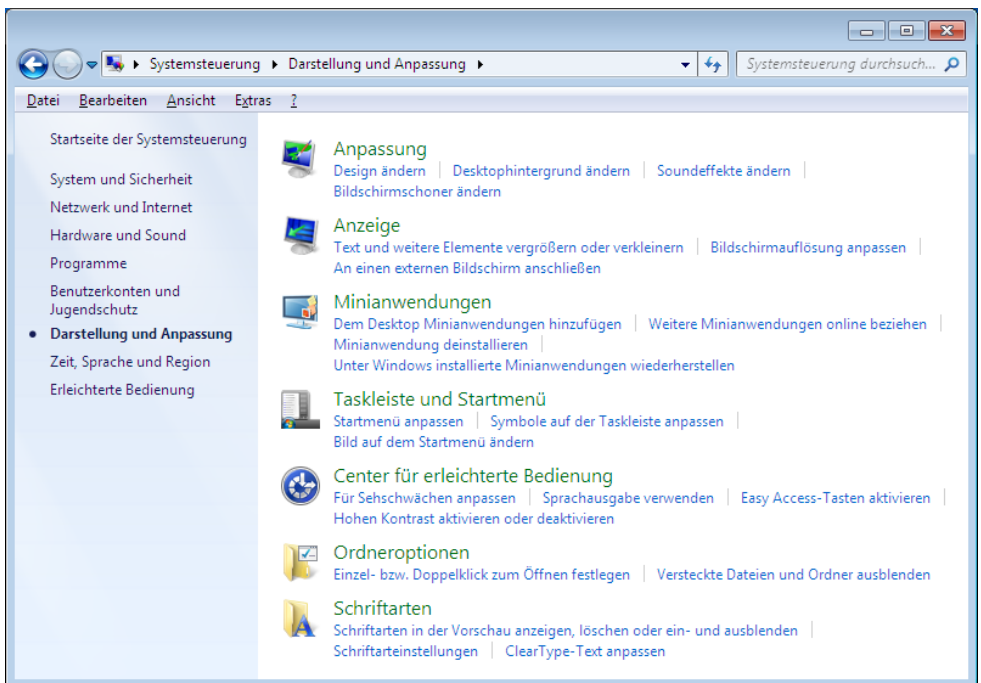 Systemsteuerung Darstellung und Anpassung Systemsteuerung durchsuch...
Datei Bearbeiten Ansicht Extras ?
Startseite der Systemsteuerung
System und Sicherheit
Netzwerk und Internet
Hardware und Sound
Programme
Benutzerkonten und
Jugendschutz
Darstellung und Anpassung
Zeit, Sprache und Region
Erleichterte Bedienung
Anpassung
Design ändern Desktophintergrund ändern Soundeffekte ändern
Bildschirmschoner ändern
Anzeige
Text und weitere Elemente vergrößern oder verkleinern Bildschirmauflösung anpassen
An einen externen Bildschirm anschließen
Minianwendungen
Dem Desktop Minianwendungen hinzufügen Weitere Minianwendungen online beziehen
Minianwendung deinstallieren
Unter Windows installierte Minianwendungen wiederherstellen
Taskleiste und Startmenü
Startmenü anpassen Symbole auf der Taskleiste anpassen
Bild auf dem Startmenü ändern
Center für erleichterte Bedienung
Für Sehschwächen anpassen Sprachausgabe verwenden Easy Access-Tasten aktivieren
Hohen Kontrast aktivieren oder deaktivieren
Ordneroptionen
Einzel- bzw. Doppelklick zum Öffnen festlegen Versteckte Dateien und Ordner ausblenden
Schriftarten
Schriftarten in der Vorschau anzeigen, löschen oder ein- und ausblenden
Schriftarteinstellungen ClearType-Text anpassen